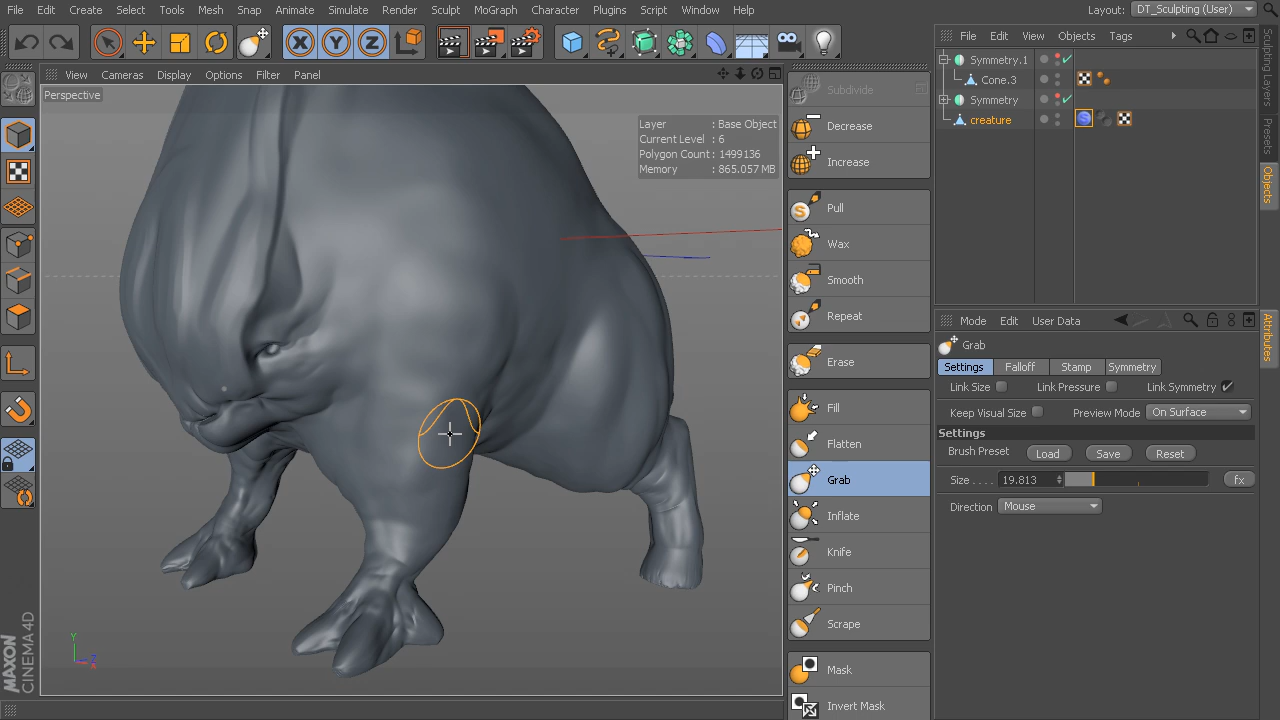 File Edit Create Select Tools Mesh Snap Animate Simulate Render Sculpt MoGraph Character Plugins Script Window Help
Layout: DT_Sculpting (User)
View Cameras Display Options Filter Panel
Perspective
Layer : Base Object
Current Level : 6
Polygon Count : 1499136
Memory : 865.057 MB
Y
Z
MAXON
CINEMA 4D
Subdivide
Decrease
Increase
Pull
Wax
Smooth
Repeat
Erase
Fill
Flatten
Grab
Inflate
Knife
Pinch
Scrape
Mask
Invert Mask
File Edit View Objects Tags
Symmetry.1
Cone.3
Symmetry
creature
Sculpting Layers
Presets
Objects
Attributes
Mode Edit User Data
Grab
Settings Falloff Stamp Symmetry
Link Size Link Pressure Link Symmetry
Keep Visual Size Preview Mode On Surface
Settings
Brush Preset Load Save Reset
Size . . . . 19.813 Fx
Direction Mouse